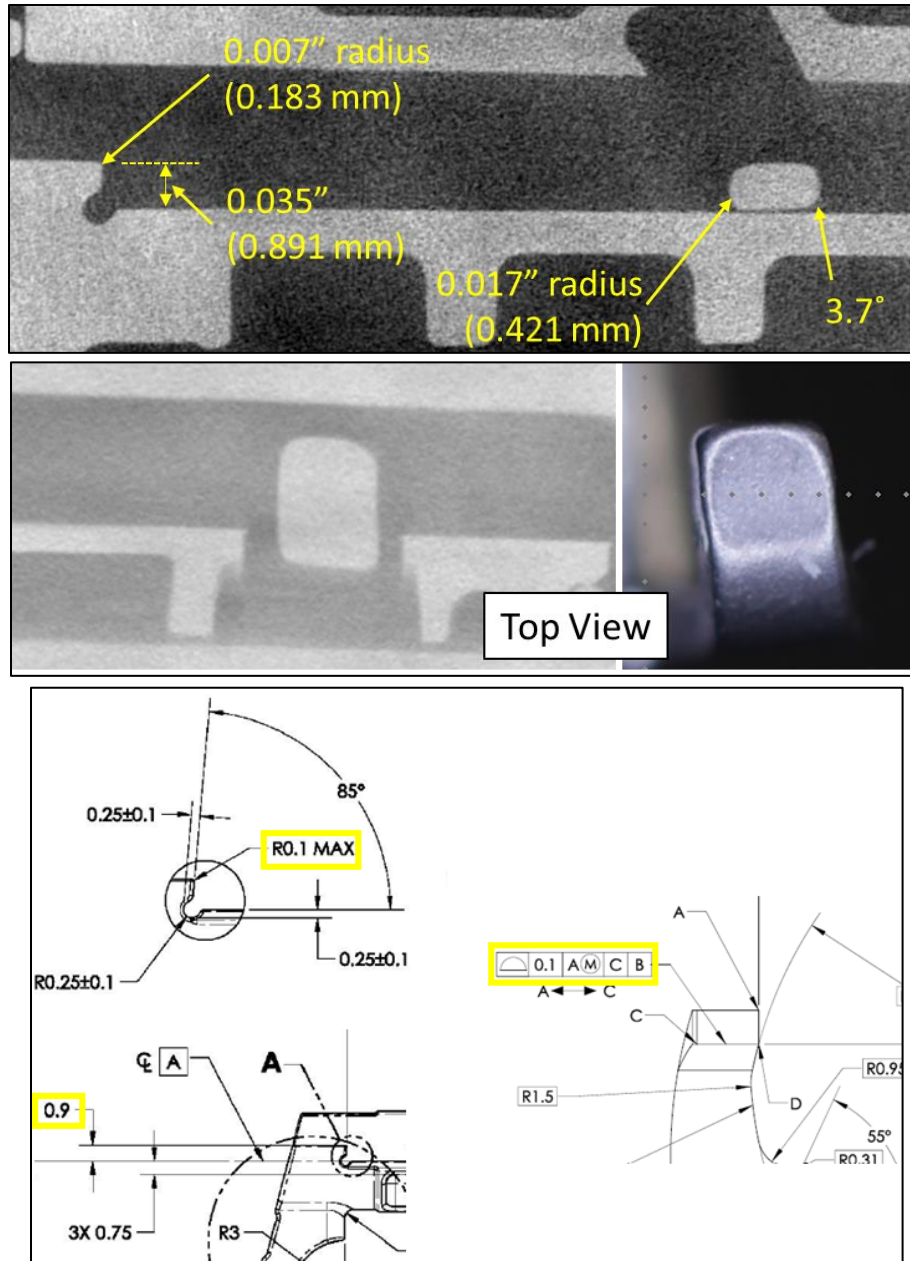 0.007” radius
(0.183 mm)
0.035”
(0.891 mm)
0.017” radius
(0.421 mm)
3.7°
Top View
85°
0.25±0.1
R0.1 MAX
0.25±0.1
R0.25±0.1
A
⌓ 0.1 A Ⓜ C B
A ◄─► C
C
R0.95
R1.5
D
55°
R0.31
℄ A
A
0.9
3X 0.75
R3